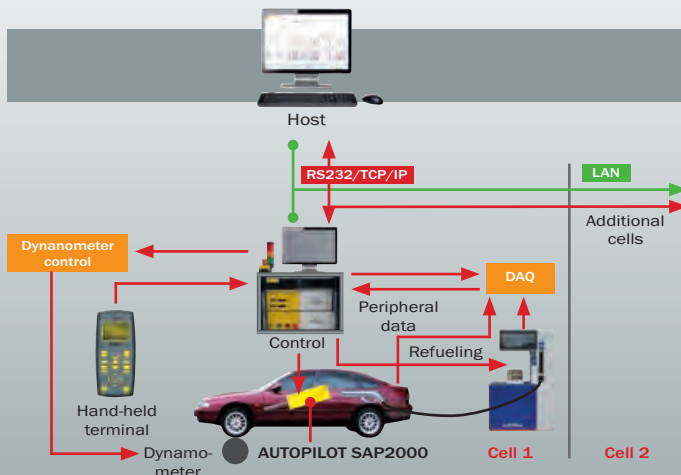 Host
RS232/TCP/IP
LAN
Additional
cells
Dynanometer
control
DAQ
Peripheral
data
Control
Refueling
Hand-held
terminal
Dynamo-
meter
AUTOPILOT SAP2000
Cell 1
Cell 2